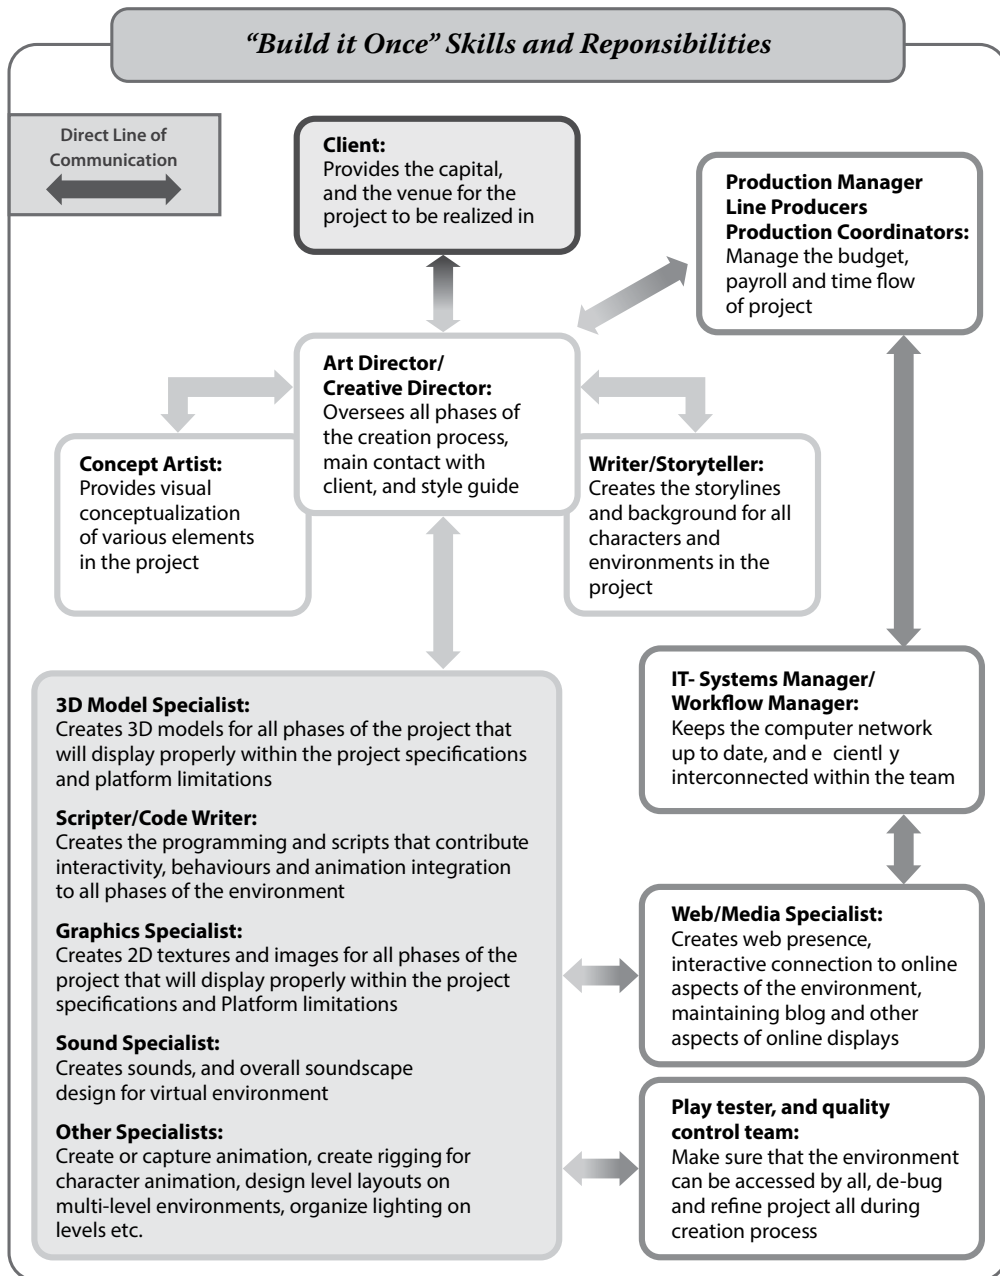 “Build it Once” Skills and Reponsibilities
Direct Line of
Communication
Client:
Provides the capital,
and the venue for the
project to be realized in
Production Manager
Line Producers
Production Coordinators:
Manage the budget,
payroll and time flow
of project
Art Director/
Creative Director:
Oversees all phases of
the creation process,
main contact with
client, and style guide
Concept Artist:
Provides visual
conceptualization
of various elements
in the project
Writer/Storyteller:
Creates the storylines
and background for all
characters and
environments in the
project
3D Model Specialist:
Creates 3D models for all phases of the project that
will display properly within the project specifications
and platform limitations
Scripter/Code Writer:
Creates the programming and scripts that contribute
interactivity, behaviours and animation integration
to all phases of the environment
Graphics Specialist:
Creates 2D textures and images for all phases of the
project that will display properly within the project
specifications and Platform limitations
Sound Specialist:
Creates sounds, and overall soundscape
design for virtual environment
Other Specialists:
Create or capture animation, create rigging for
character animation, design level layouts on
multi-level environments, organize lighting on
levels etc.
IT- Systems Manager/
Workflow Manager:
Keeps the computer network
up to date, and e cientl y
interconnected within the team
Web/Media Specialist:
Creates web presence,
interactive connection to online
aspects of the environment,
maintaining blog and other
aspects of online displays
Play tester, and quality
control team:
Make sure that the environment
can be accessed by all, de-bug
and refine project all during
creation process